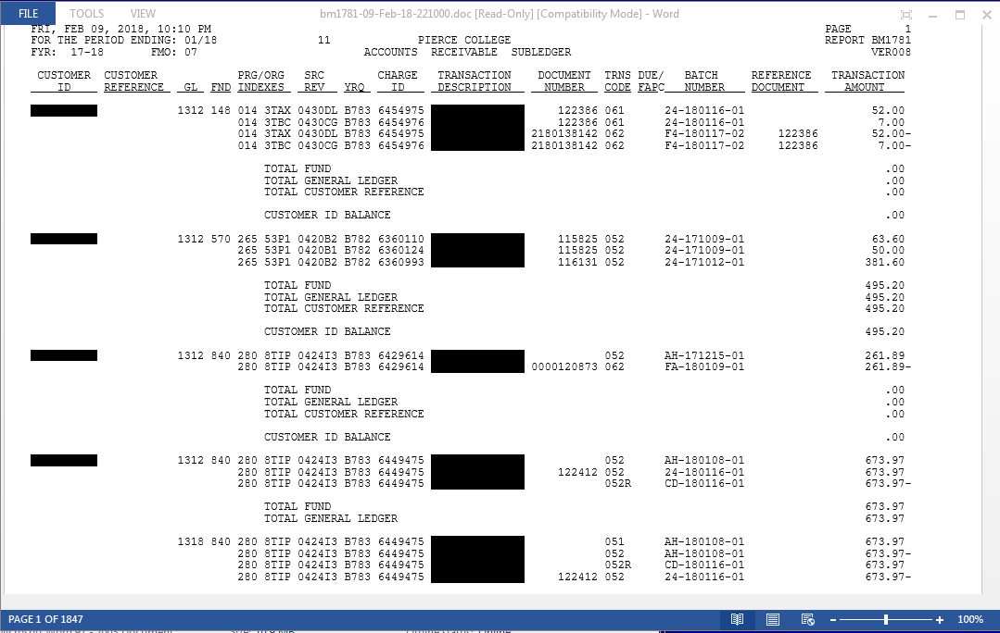 FILE TOOLS VIEW bm1781-09-Feb-18-221000.doc [Read-Only] [Compatibility Mode] - Word
FRI, FEB 09, 2018, 10:10 PM PAGE 1
FOR THE PERIOD ENDING: 01/18 11 PIERCE COLLEGE REPORT BM1781
FYR: 17-18 FMO: 07 ACCOUNTS RECEIVABLE SUBLEDGER VER008
CUSTOMER CUSTOMER PRG/ORG SRC CHARGE TRANSACTION DOCUMENT TRNS DUE/ BATCH REFERENCE TRANSACTION
ID REFERENCE GL FND INDEXES REV YRQ ID DESCRIPTION NUMBER CODE FAPC NUMBER DOCUMENT AMOUNT
1312 148 014 3TAX 0430DL B783 6454975 122386 061 24-180116-01 52.00
014 3TBC 0430CG B783 6454976 122386 061 24-180116-01 7.00
014 3TAX 0430DL B783 6454975 2180138142 062 F4-180117-02 122386 52.00-
014 3TBC 0430CG B783 6454976 2180138142 062 F4-180117-02 122386 7.00-
TOTAL FUND .00
TOTAL GENERAL LEDGER .00
TOTAL CUSTOMER REFERENCE .00
CUSTOMER ID BALANCE .00
1312 570 265 53P1 0420B2 B782 6360110 115825 052 24-171009-01 63.60
265 53P1 0420B1 B782 6360124 115825 052 24-171009-01 50.00
265 53P1 0420B2 B782 6360993 116131 052 24-171012-01 381.60
TOTAL FUND 495.20
TOTAL GENERAL LEDGER 495.20
TOTAL CUSTOMER REFERENCE 495.20
CUSTOMER ID BALANCE 495.20
1312 840 280 8TIP 0424I3 B783 6429614 052 AH-171215-01 261.89
280 8TIP 0424I3 B783 6429614 0000120873 062 FA-180109-01 261.89-
TOTAL FUND .00
TOTAL GENERAL LEDGER .00
TOTAL CUSTOMER REFERENCE .00
CUSTOMER ID BALANCE .00
1312 840 280 8TIP 0424I3 B783 6449475 052 AH-180108-01 673.97
280 8TIP 0424I3 B783 6449475 122412 052 24-180116-01 673.97
280 8TIP 0424I3 B783 6449475 052R CD-180116-01 673.97-
TOTAL FUND 673.97
TOTAL GENERAL LEDGER 673.97
1318 840 280 8TIP 0424I3 B783 6449475 051 AH-180108-01 673.97
280 8TIP 0424I3 B783 6449475 052 AH-180108-01 673.97-
280 8TIP 0424I3 B783 6449475 052R CD-180116-01 673.97
280 8TIP 0424I3 B783 6449475 122412 052 24-180116-01 673.97-
PAGE 1 OF 1847 100%